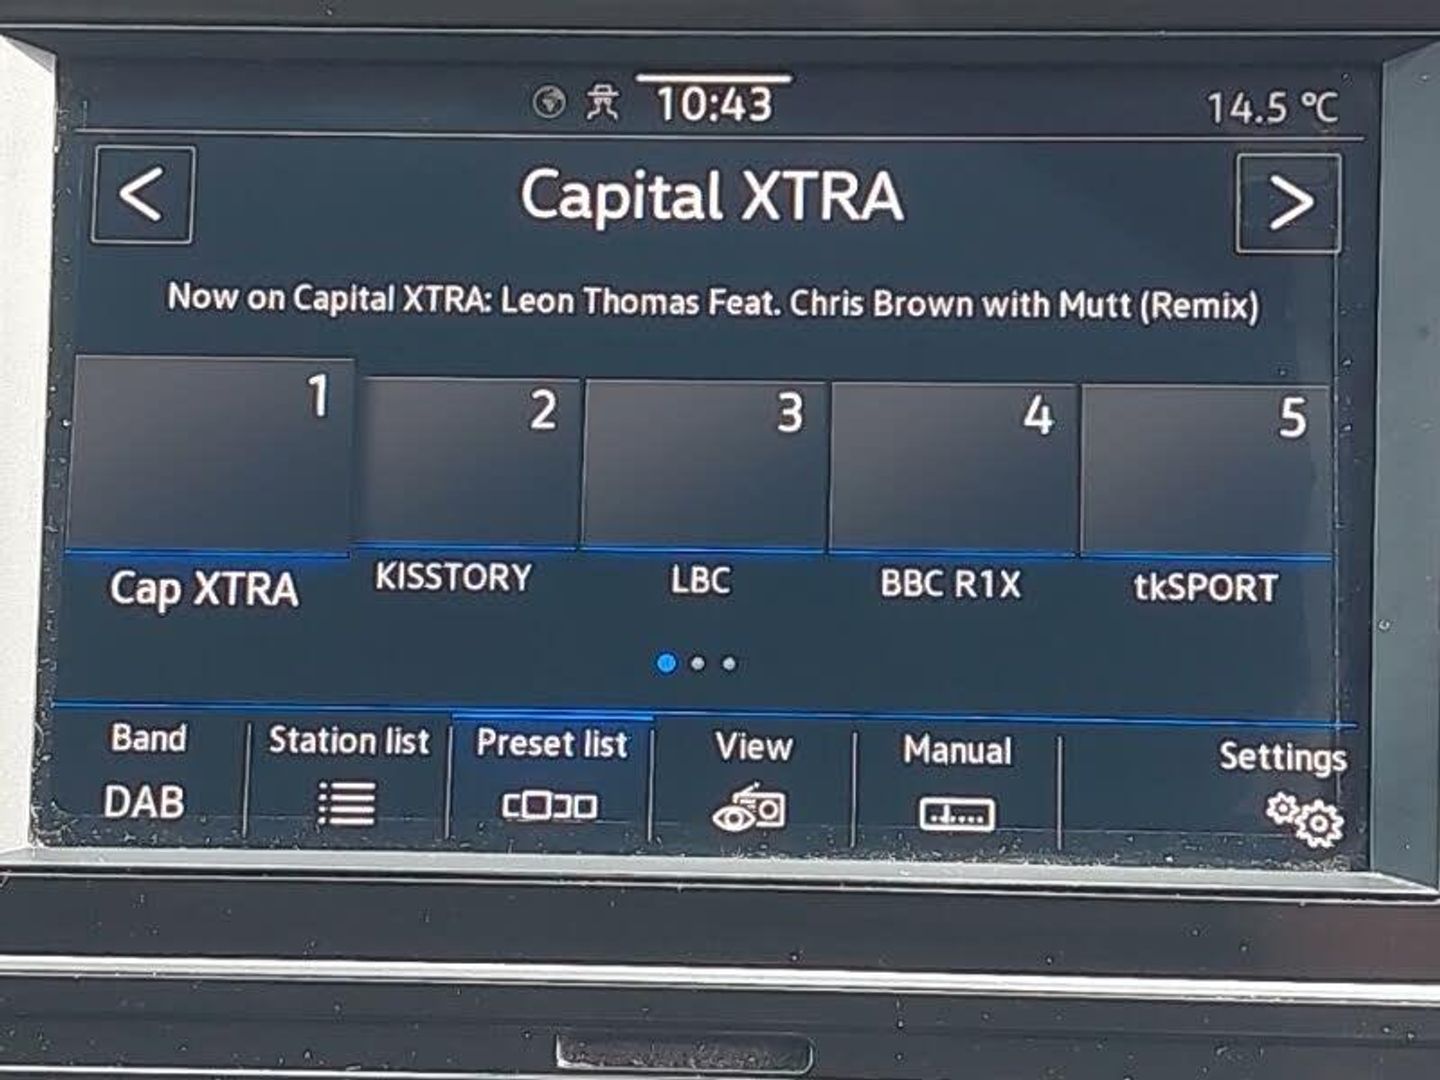 10:43
14.5 °C
<
Capital XTRA
>
Now on Capital XTRA: Leon Thomas Feat. Chris Brown with Mutt (Remix)
1
2
3
4
5
Cap XTRA
KISSTORY
LBC
BBC R1X
tkSPORT
Band
Station list
Preset list
View
Manual
Settings
DAB